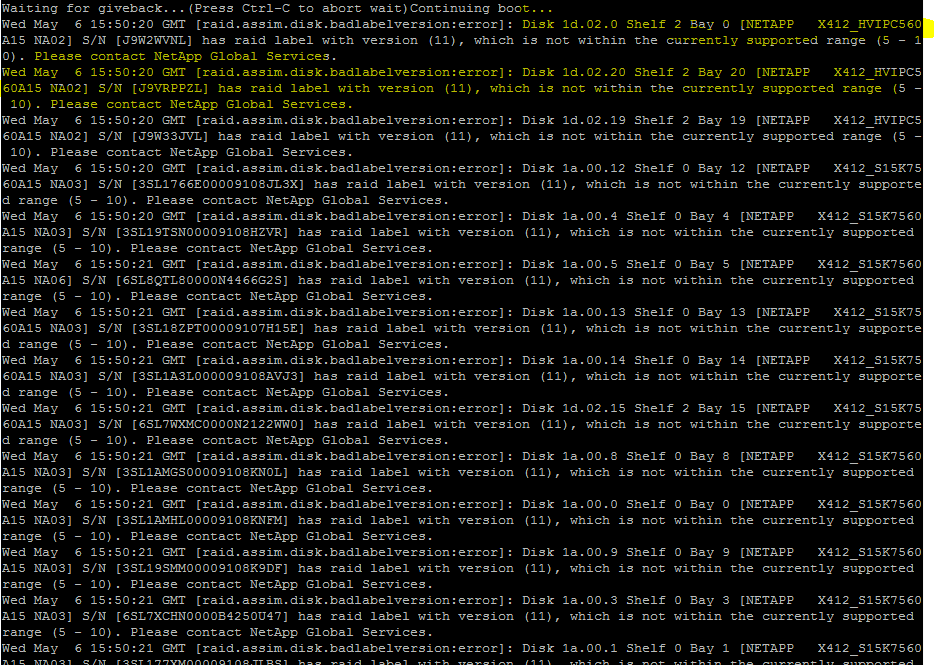 Waiting for giveback...(Press Ctrl-C to abort wait)Continuing boot...
Wed May  6 15:50:20 GMT [raid.assim.disk.badlabelversion:error]: Disk 1d.02.0 Shelf 2 Bay 0 [NETAPP   X412_HVIPC560
A15 NA02] S/N [J9W2WVNL] has raid label with version (11), which is not within the currently supported range (5 - 1
0). Please contact NetApp Global Services.
Wed May  6 15:50:20 GMT [raid.assim.disk.badlabelversion:error]: Disk 1d.02.20 Shelf 2 Bay 20 [NETAPP   X412_HVIPC5
60A15 NA02] S/N [J9VRPPZL] has raid label with version (11), which is not within the currently supported range (5 -
 10). Please contact NetApp Global Services.
Wed May  6 15:50:20 GMT [raid.assim.disk.badlabelversion:error]: Disk 1d.02.19 Shelf 2 Bay 19 [NETAPP   X412_HVIPC5
60A15 NA02] S/N [J9W33JVL] has raid label with version (11), which is not within the currently supported range (5 -
 10). Please contact NetApp Global Services.
Wed May  6 15:50:20 GMT [raid.assim.disk.badlabelversion:error]: Disk 1a.00.12 Shelf 0 Bay 12 [NETAPP   X412_S15K75
60A15 NA03] S/N [3SL1766E00009108JL3X] has raid label with version (11), which is not within the currently supporte
d range (5 - 10). Please contact NetApp Global Services.
Wed May  6 15:50:20 GMT [raid.assim.disk.badlabelversion:error]: Disk 1a.00.4 Shelf 0 Bay 4 [NETAPP   X412_S15K7560
A15 NA03] S/N [3SL19TSN00009108HZVR] has raid label with version (11), which is not within the currently supported
range (5 - 10). Please contact NetApp Global Services.
Wed May  6 15:50:21 GMT [raid.assim.disk.badlabelversion:error]: Disk 1a.00.5 Shelf 0 Bay 5 [NETAPP   X412_S15K7560
A15 NA06] S/N [6SL8QTL80000N4466G2S] has raid label with version (11), which is not within the currently supported
range (5 - 10). Please contact NetApp Global Services.
Wed May  6 15:50:21 GMT [raid.assim.disk.badlabelversion:error]: Disk 1a.00.13 Shelf 0 Bay 13 [NETAPP   X412_S15K75
60A15 NA03] S/N [3SL18ZPT00009107H15E] has raid label with version (11), which is not within the currently supporte
d range (5 - 10). Please contact NetApp Global Services.
Wed May  6 15:50:21 GMT [raid.assim.disk.badlabelversion:error]: Disk 1a.00.14 Shelf 0 Bay 14 [NETAPP   X412_S15K75
60A15 NA03] S/N [3SL1A3L000009108AVJ3] has raid label with version (11), which is not within the currently supporte
d range (5 - 10). Please contact NetApp Global Services.
Wed May  6 15:50:21 GMT [raid.assim.disk.badlabelversion:error]: Disk 1d.02.15 Shelf 2 Bay 15 [NETAPP   X412_S15K75
60A15 NA03] S/N [6SL7WXMC0000N2122WW0] has raid label with version (11), which is not within the currently supporte
d range (5 - 10). Please contact NetApp Global Services.
Wed May  6 15:50:21 GMT [raid.assim.disk.badlabelversion:error]: Disk 1a.00.8 Shelf 0 Bay 8 [NETAPP   X412_S15K7560
A15 NA03] S/N [3SL1AMGS00009108KN0L] has raid label with version (11), which is not within the currently supported
range (5 - 10). Please contact NetApp Global Services.
Wed May  6 15:50:21 GMT [raid.assim.disk.badlabelversion:error]: Disk 1a.00.0 Shelf 0 Bay 0 [NETAPP   X412_S15K7560
A15 NA03] S/N [3SL1AMHL00009108KNFM] has raid label with version (11), which is not within the currently supported
range (5 - 10). Please contact NetApp Global Services.
Wed May  6 15:50:21 GMT [raid.assim.disk.badlabelversion:error]: Disk 1a.00.9 Shelf 0 Bay 9 [NETAPP   X412_S15K7560
A15 NA03] S/N [3SL19SMM00009108K9DF] has raid label with version (11), which is not within the currently supported
range (5 - 10). Please contact NetApp Global Services.
Wed May  6 15:50:21 GMT [raid.assim.disk.badlabelversion:error]: Disk 1a.00.3 Shelf 0 Bay 3 [NETAPP   X412_S15K7560
A15 NA03] S/N [6SL7XCHN0000B4250U47] has raid label with version (11), which is not within the currently supported
range (5 - 10). Please contact NetApp Global Services.
Wed May  6 15:50:21 GMT [raid.assim.disk.badlabelversion:error]: Disk 1a.00.1 Shelf 0 Bay 1 [NETAPP   X412_S15K7560
A15 NA03] S/N has raid label with version (11), which is not within the currently supported